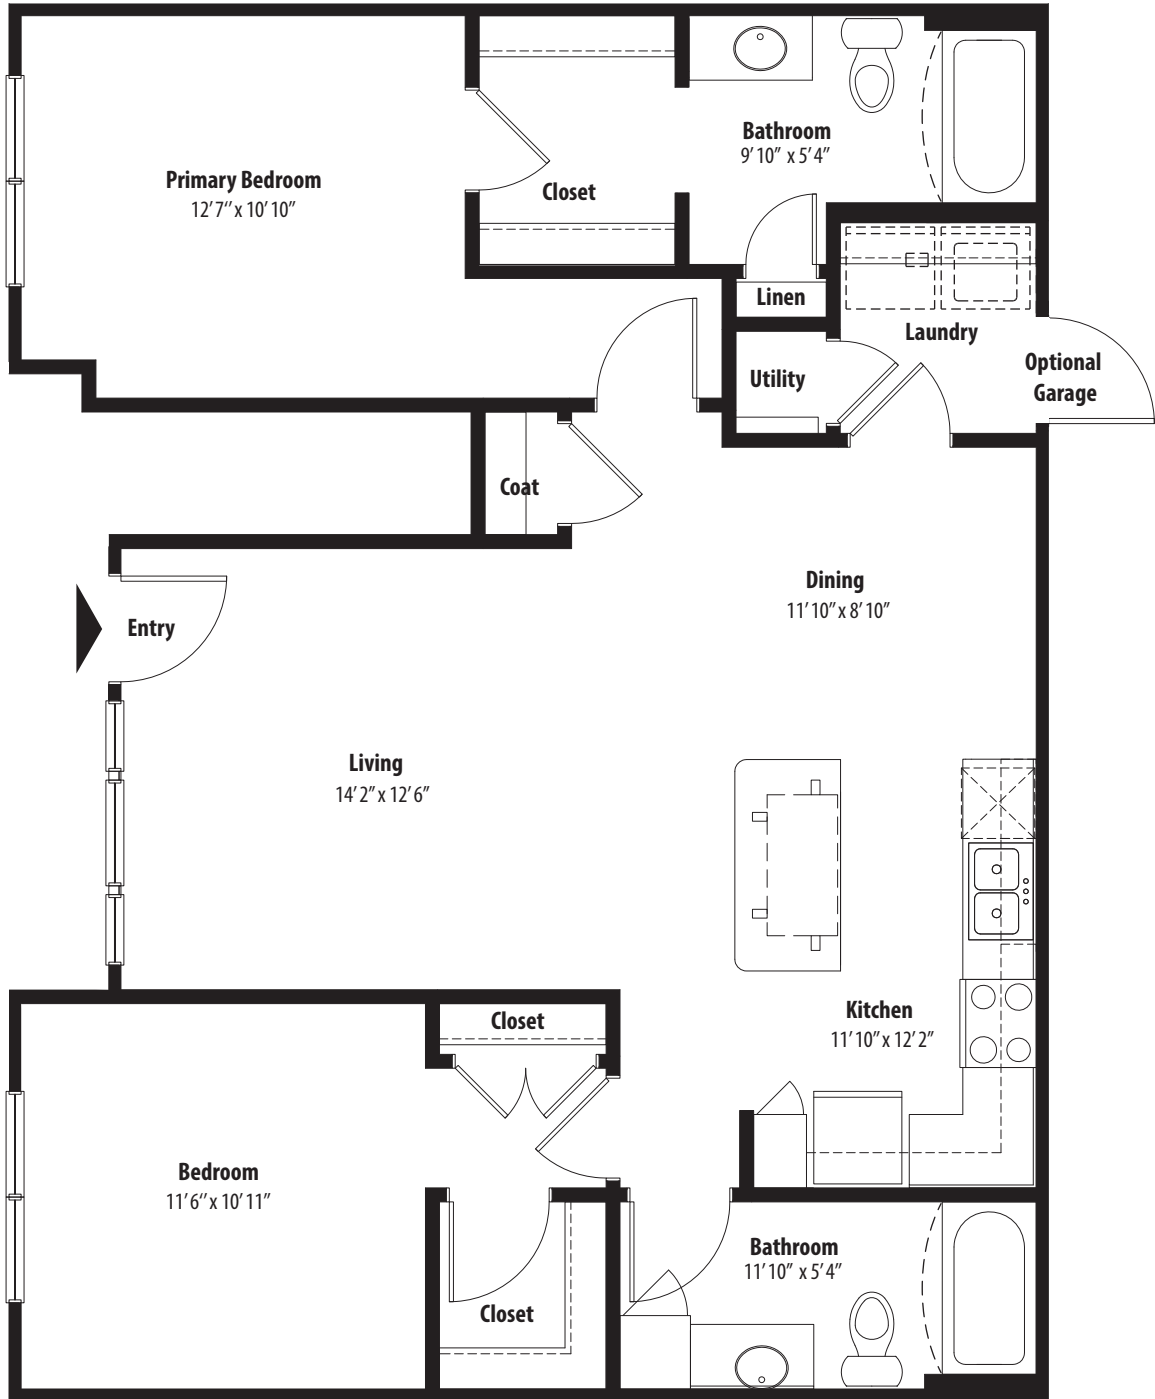 Bathroom
9' 10" x 5' 4"
Primary Bedroom
12' 7" x 10' 10"
Closet
Linen
Laundry
Optional
Garage
Utility
Coat
Dining
11' 10" x 8' 10"
Entry
Living
14' 2" x 12' 6"
Kitchen
11' 10" x 12' 2"
Closet
Bedroom
11' 6" x 10' 11"
Bathroom
11' 10" x 5' 4"
Closet